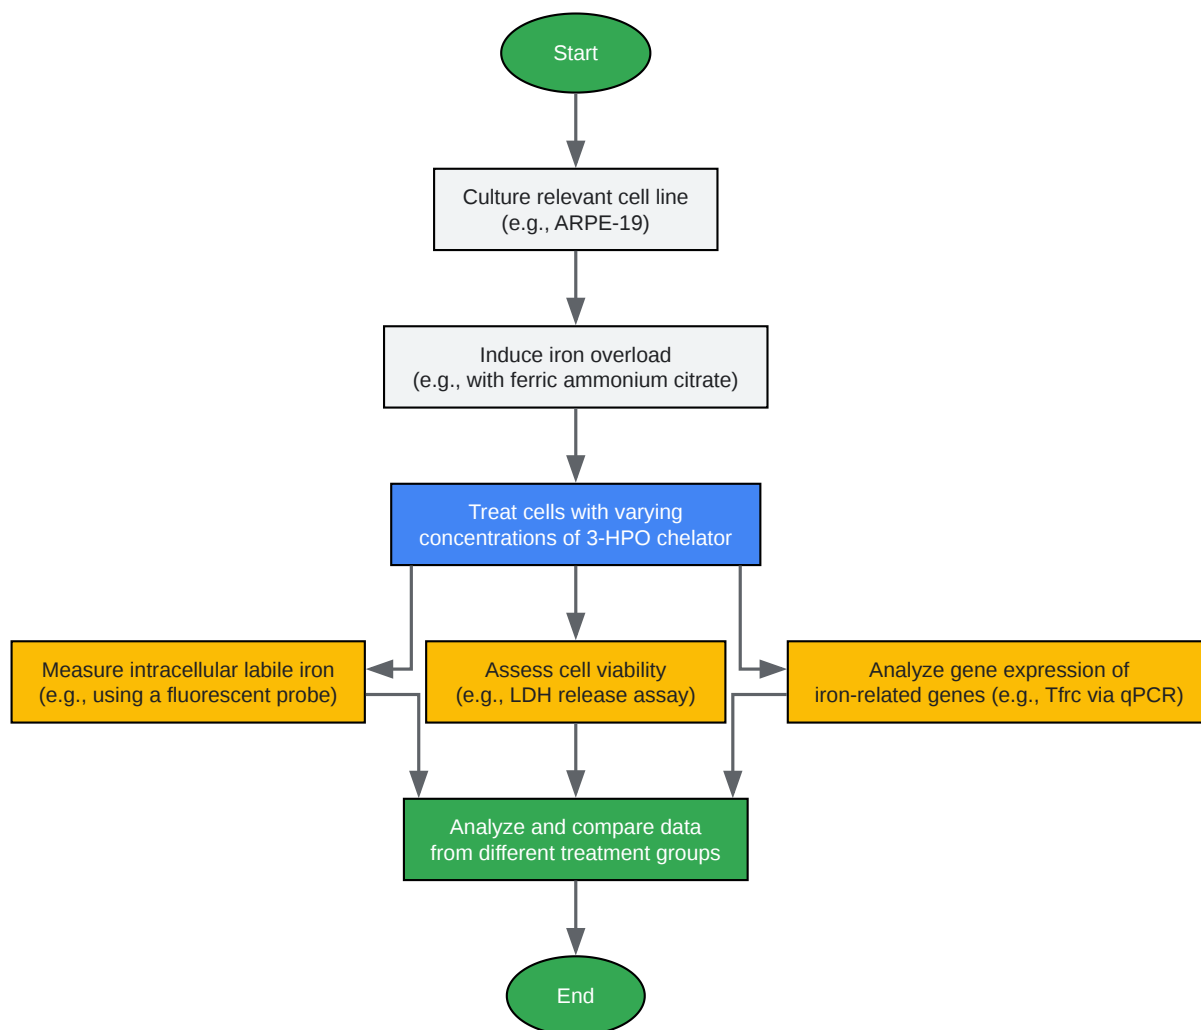 Start
Culture relevant cell line
(e.g., ARPE-19)
Induce iron overload
(e.g., with ferric ammonium citrate)
Treat cells with varying
concentrations of 3-HPO chelator
Measure intracellular labile iron
(e.g., using a fluorescent probe)
Assess cell viability
(e.g., LDH release assay)
Analyze gene expression of
iron-related genes (e.g., Tfrc via qPCR)
Analyze and compare data
from different treatment groups
End